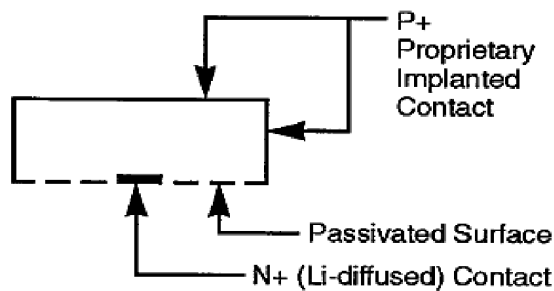 P+
Proprietary
Implanted
Contact
Passivated Surface
N+ (Li-diffused) Contact